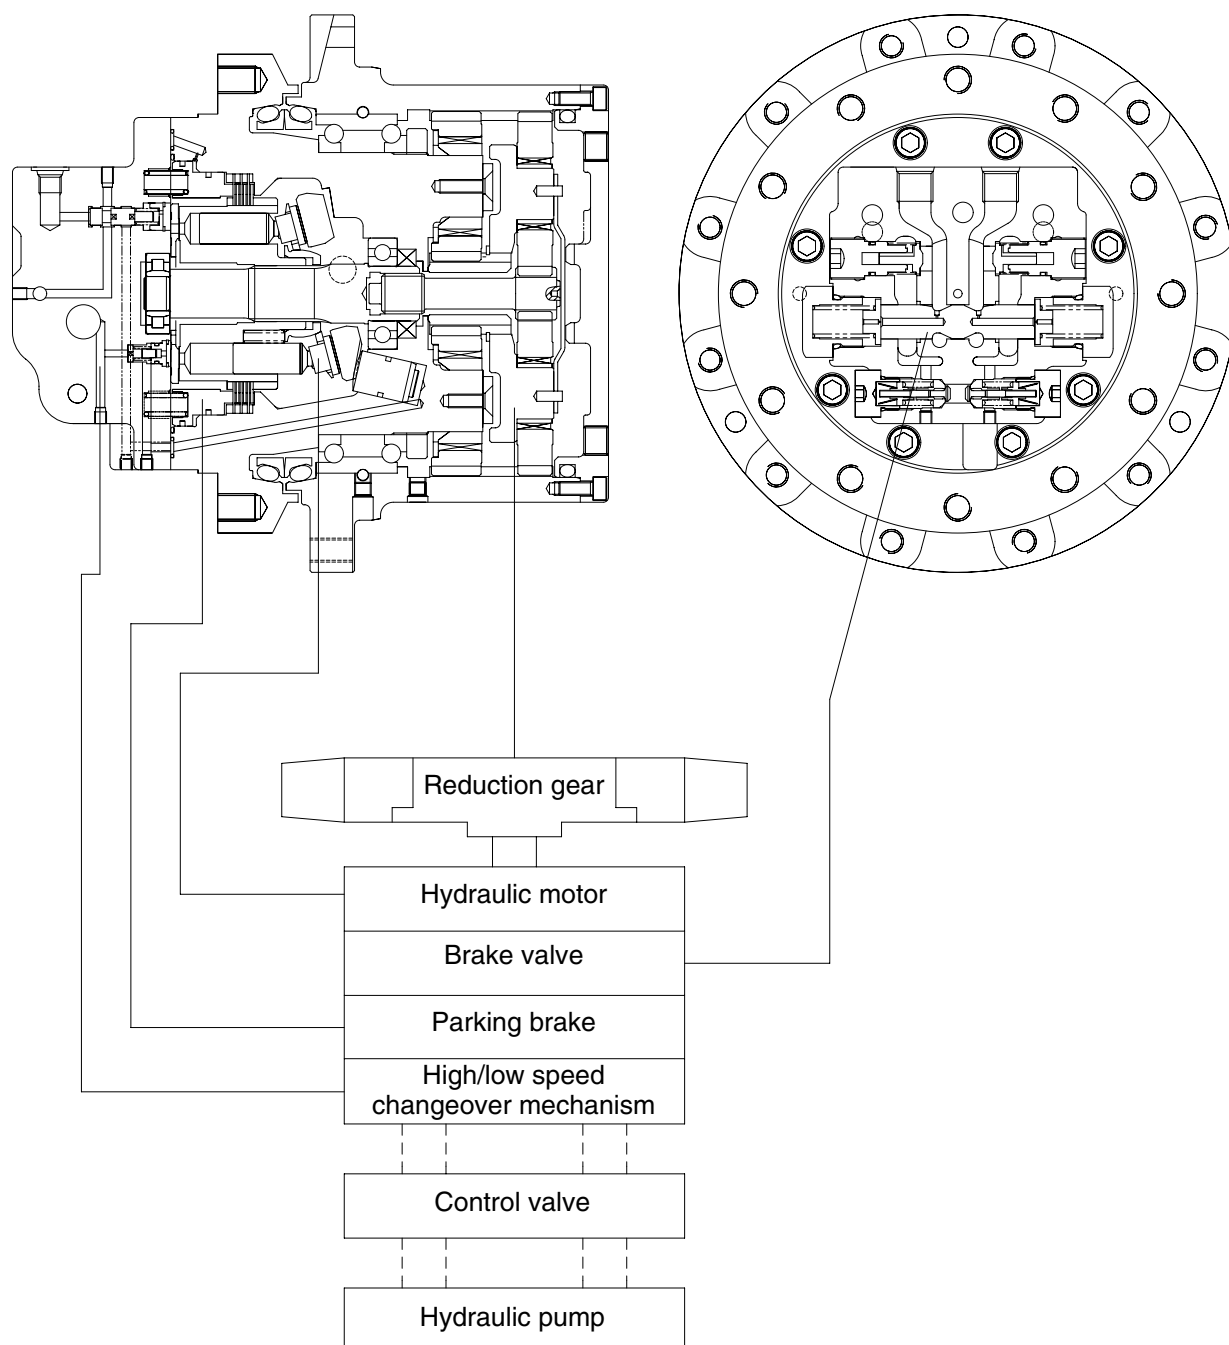 Reduction gear
Hydraulic motor
Brake valve
Parking brake
High/low speed
changeover mechanism
Control valve
Hydraulic pump